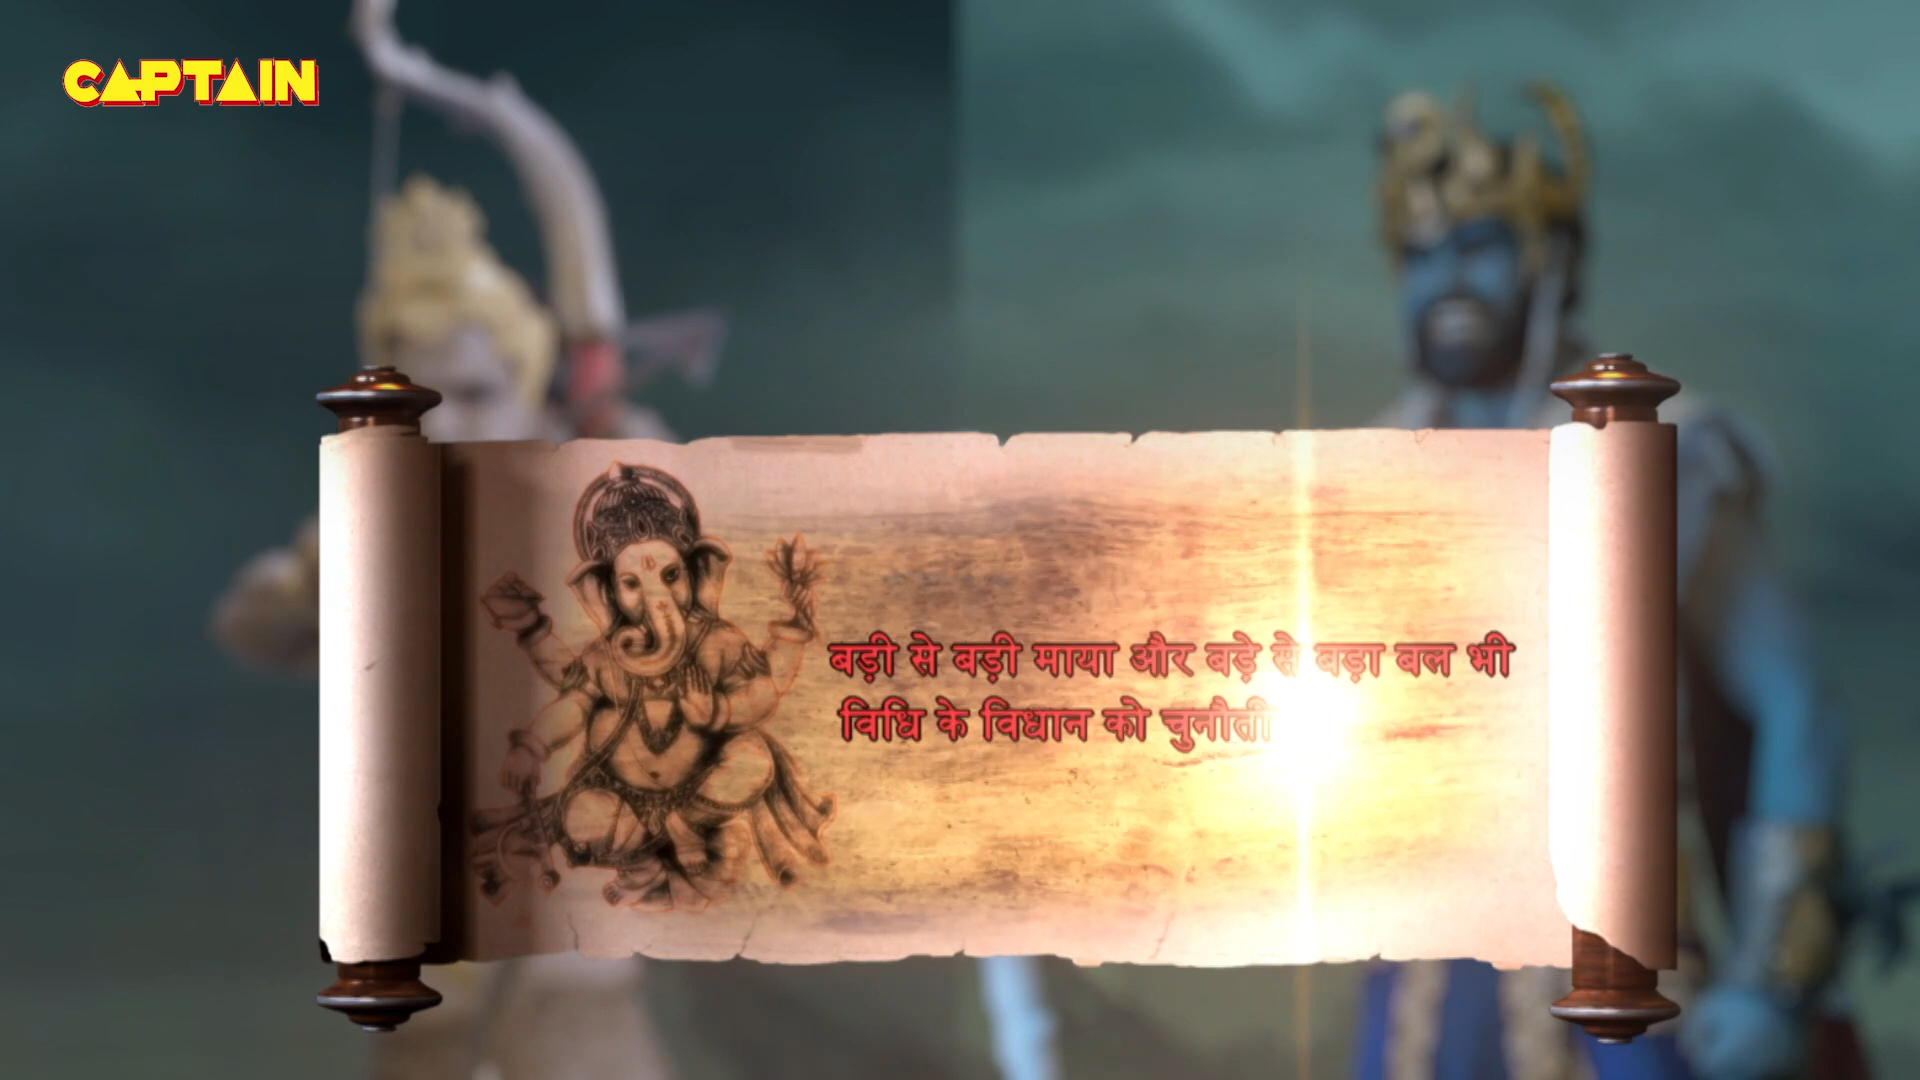 CAPTAIN
बड़ी से बड़ी माया और बड़े से बड़ा बल भी
विधि के विधान को चुनौती